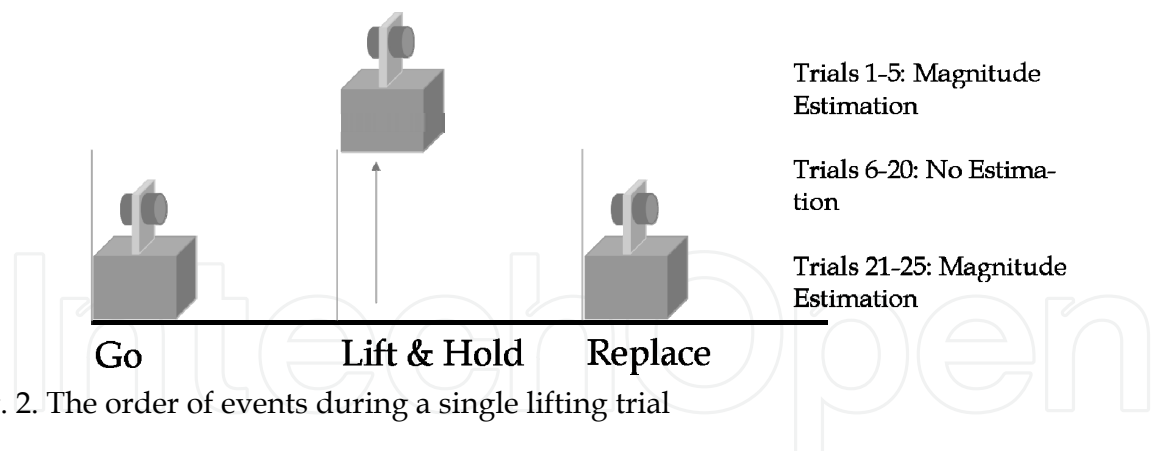 Trials 1-5: Magnitude
Estimation
Trials 6-20: No Estima-
tion
Trials 21-25: Magnitude
Estimation
Go
Lift & Hold
Replace
. 2. The order of events during a single lifting trial
IntechOpen